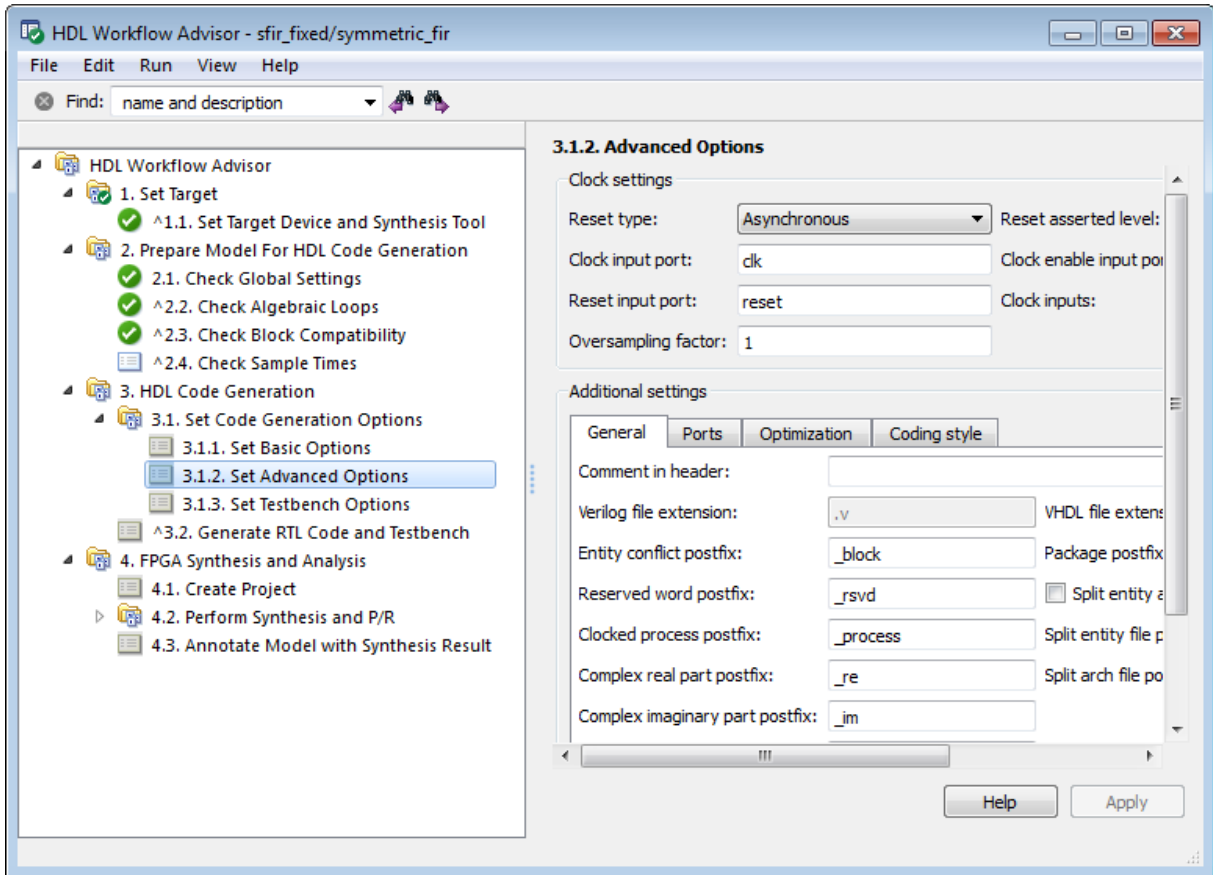 HDL Workflow Advisor - sfir_fixed/symmetric_fir
File Edit Run View Help
Find: name and description
HDL Workflow Advisor
1. Set Target
^1.1. Set Target Device and Synthesis Tool
2. Prepare Model For HDL Code Generation
2.1. Check Global Settings
^2.2. Check Algebraic Loops
^2.3. Check Block Compatibility
^2.4. Check Sample Times
3. HDL Code Generation
3.1. Set Code Generation Options
3.1.1. Set Basic Options
3.1.2. Set Advanced Options
3.1.3. Set Testbench Options
^3.2. Generate RTL Code and Testbench
4. FPGA Synthesis and Analysis
4.1. Create Project
4.2. Perform Synthesis and P/R
4.3. Annotate Model with Synthesis Result
3.1.2. Advanced Options
Clock settings
Reset type: Asynchronous Reset asserted level:
Clock input port: clk Clock enable input por
Reset input port: reset Clock inputs:
Oversampling factor: 1
Additional settings
General Ports Optimization Coding style
Comment in header:
Verilog file extension: .v VHDL file extens
Entity conflict postfix: _block Package postfix
Reserved word postfix: _rsvd Split entity a
Clocked process postfix: _process Split entity file p
Complex real part postfix: _re Split arch file po
Complex imaginary part postfix: _im
Help Apply